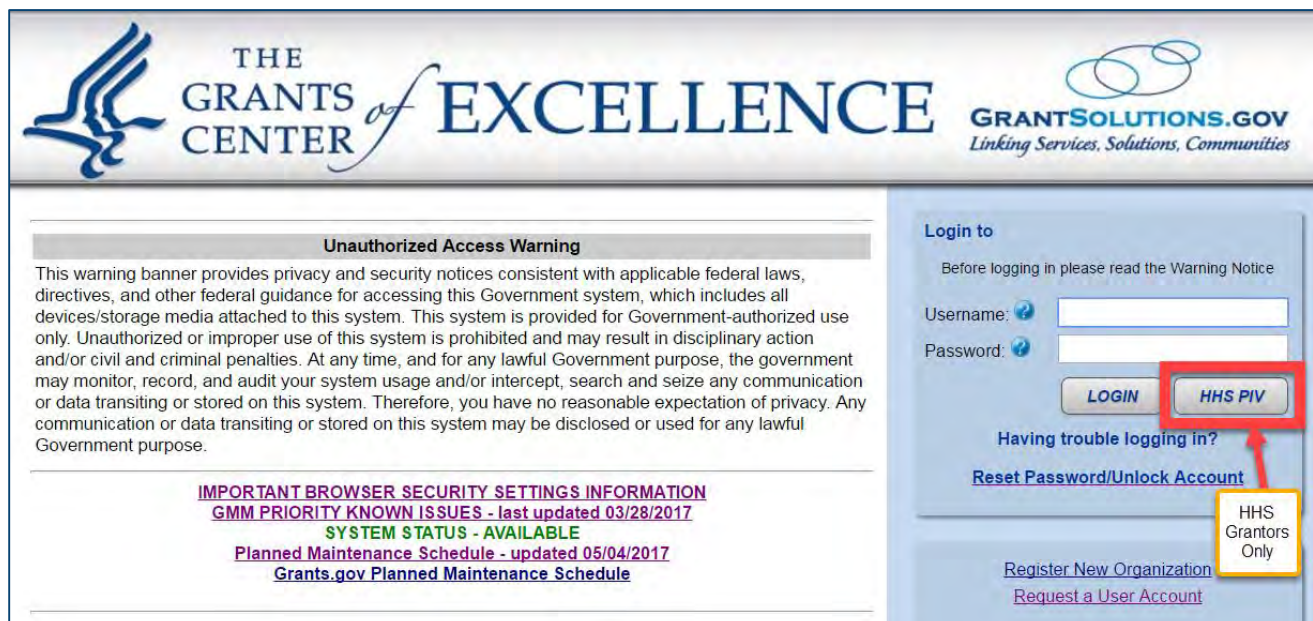 THE
GRANTS of EXCELLENCE
CENTER
GRANTSOLUTIONS.GOV
Linking Services, Solutions, Communities
Unauthorized Access Warning
This warning banner provides privacy and security notices consistent with applicable federal laws,
directives, and other federal guidance for accessing this Government system, which includes all
devices/storage media attached to this system. This system is provided for Government-authorized use
only. Unauthorized or improper use of this system is prohibited and may result in disciplinary action
and/or civil and criminal penalties. At any time, and for any lawful Government purpose, the government
may monitor, record, and audit your system usage and/or intercept, search and seize any communication
or data transiting or stored on this system. Therefore, you have no reasonable expectation of privacy. Any
communication or data transiting or stored on this system may be disclosed or used for any lawful
Government purpose.
IMPORTANT BROWSER SECURITY SETTINGS INFORMATION
GMM PRIORITY KNOWN ISSUES - last updated 03/28/2017
SYSTEM STATUS - AVAILABLE
Planned Maintenance Schedule - updated 05/04/2017
Grants.gov Planned Maintenance Schedule
Login to
Before logging in please read the Warning Notice
Username: ?
Password: ?
LOGIN HHS PIV
Having trouble logging in?
Reset Password/Unlock Account
HHS
Grantors
Only
Register New Organization
Request a User Account